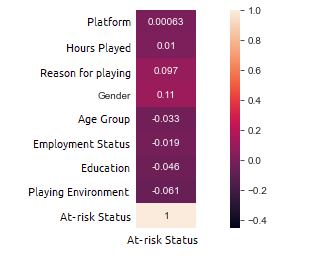 Platform 0.00063
Hours Played 0.01
Reason for playing 0.097
Gender 0.11
Age Group -0.033
Employment Status -0.019
Education -0.046
Playing Environment -0.061
At-risk Status 1
At-risk Status
1.0
0.8
0.6
0.4
0.2
0.0
−0.2
−0.4